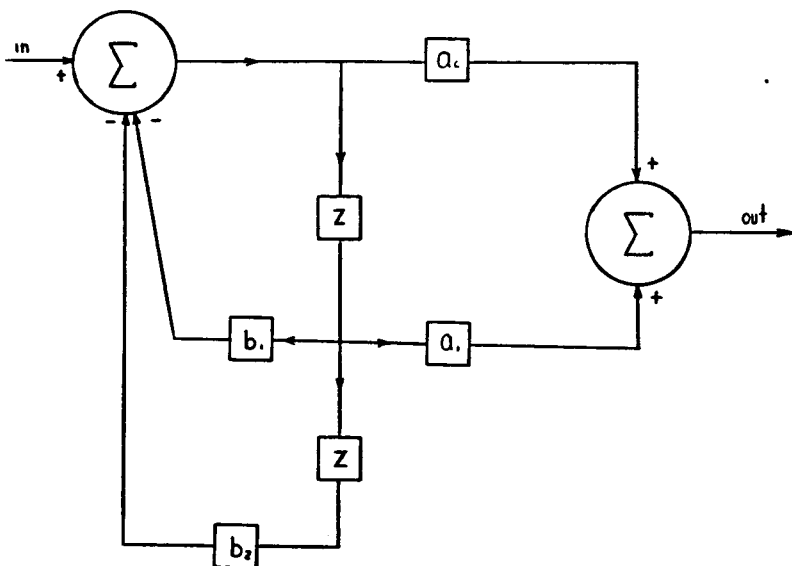 in
+
Σ
- -
a₀
+
z
Σ
out
b₁
a₁
+
z
b₂